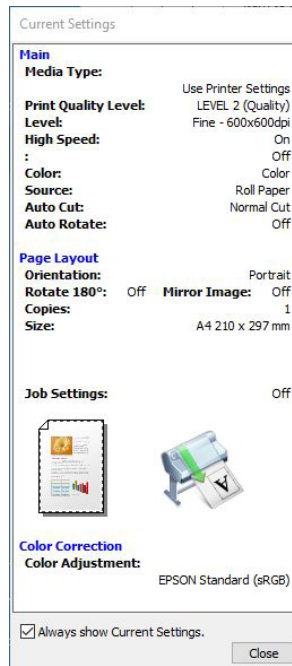 Current Settings
Main
Media Type:
Use Printer Settings
Print Quality Level: LEVEL 2 (Quality)
Level: Fine - 600x600dpi
High Speed: On
: Off
Color: Color
Source: Roll Paper
Auto Cut: Normal Cut
Auto Rotate: Off
Page Layout
Orientation: Portrait
Rotate 180°: Off Mirror Image: Off
Copies: 1
Size: A4 210 x 297 mm
Job Settings: Off
A
Color Correction
Color Adjustment:
EPSON Standard (sRGB)
Always show Current Settings.
Close